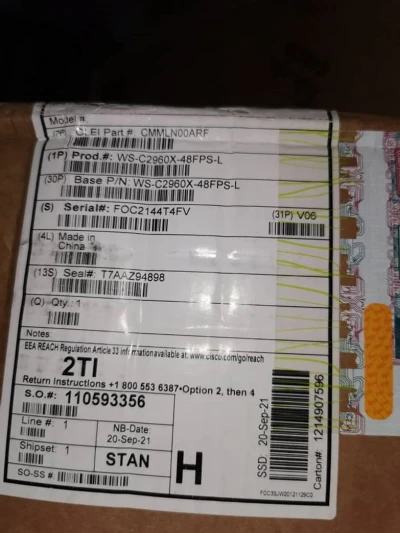 Model #:
CLEI Part #: CMMLN00ARF
(1P) Prod.#: WS-C2960X-48FPS-L
(30P) Base P/N: WS-C2960X-48FPS-L
(S) Serial#: FOC2144T4FV
(31P) V06
(4L) Made in
China
(13S) Seal#: T7AAZ94898
(Q) Qty.: 1
Notes
EEA REACH Regulation Article 33 information available at: www.cisco.com/go/reach
2TI
Return Instructions +1 800 553 6387•Option 2, then 4
S.O.#: 110593356
Line #: 1
NB-Date:
20-Sep-21
Shipset: 1
STAN
SO-SS #
H
SSD: 20-Sep-21
Carton#: 1214907596